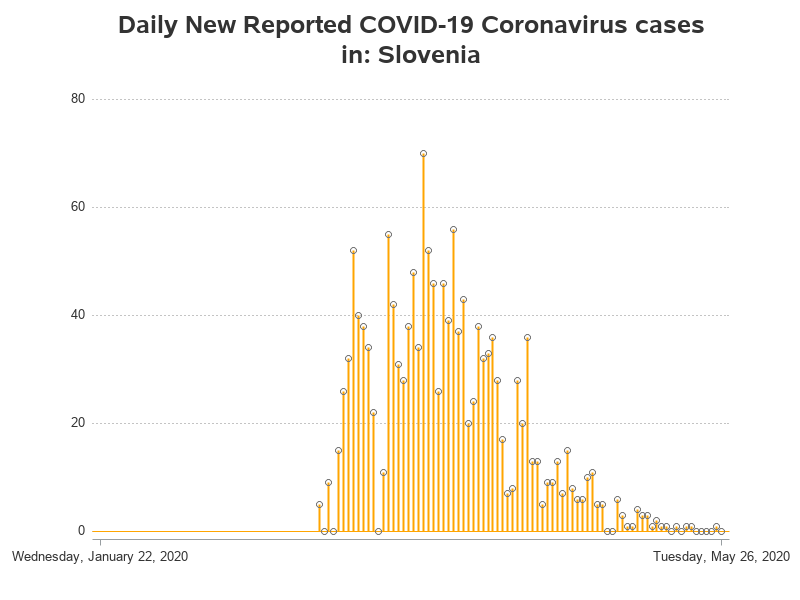 Daily New Reported COVID-19 Coronavirus cases
in: Slovenia
80
60
40
20
0
Wednesday, January 22, 2020
Tuesday, May 26, 2020